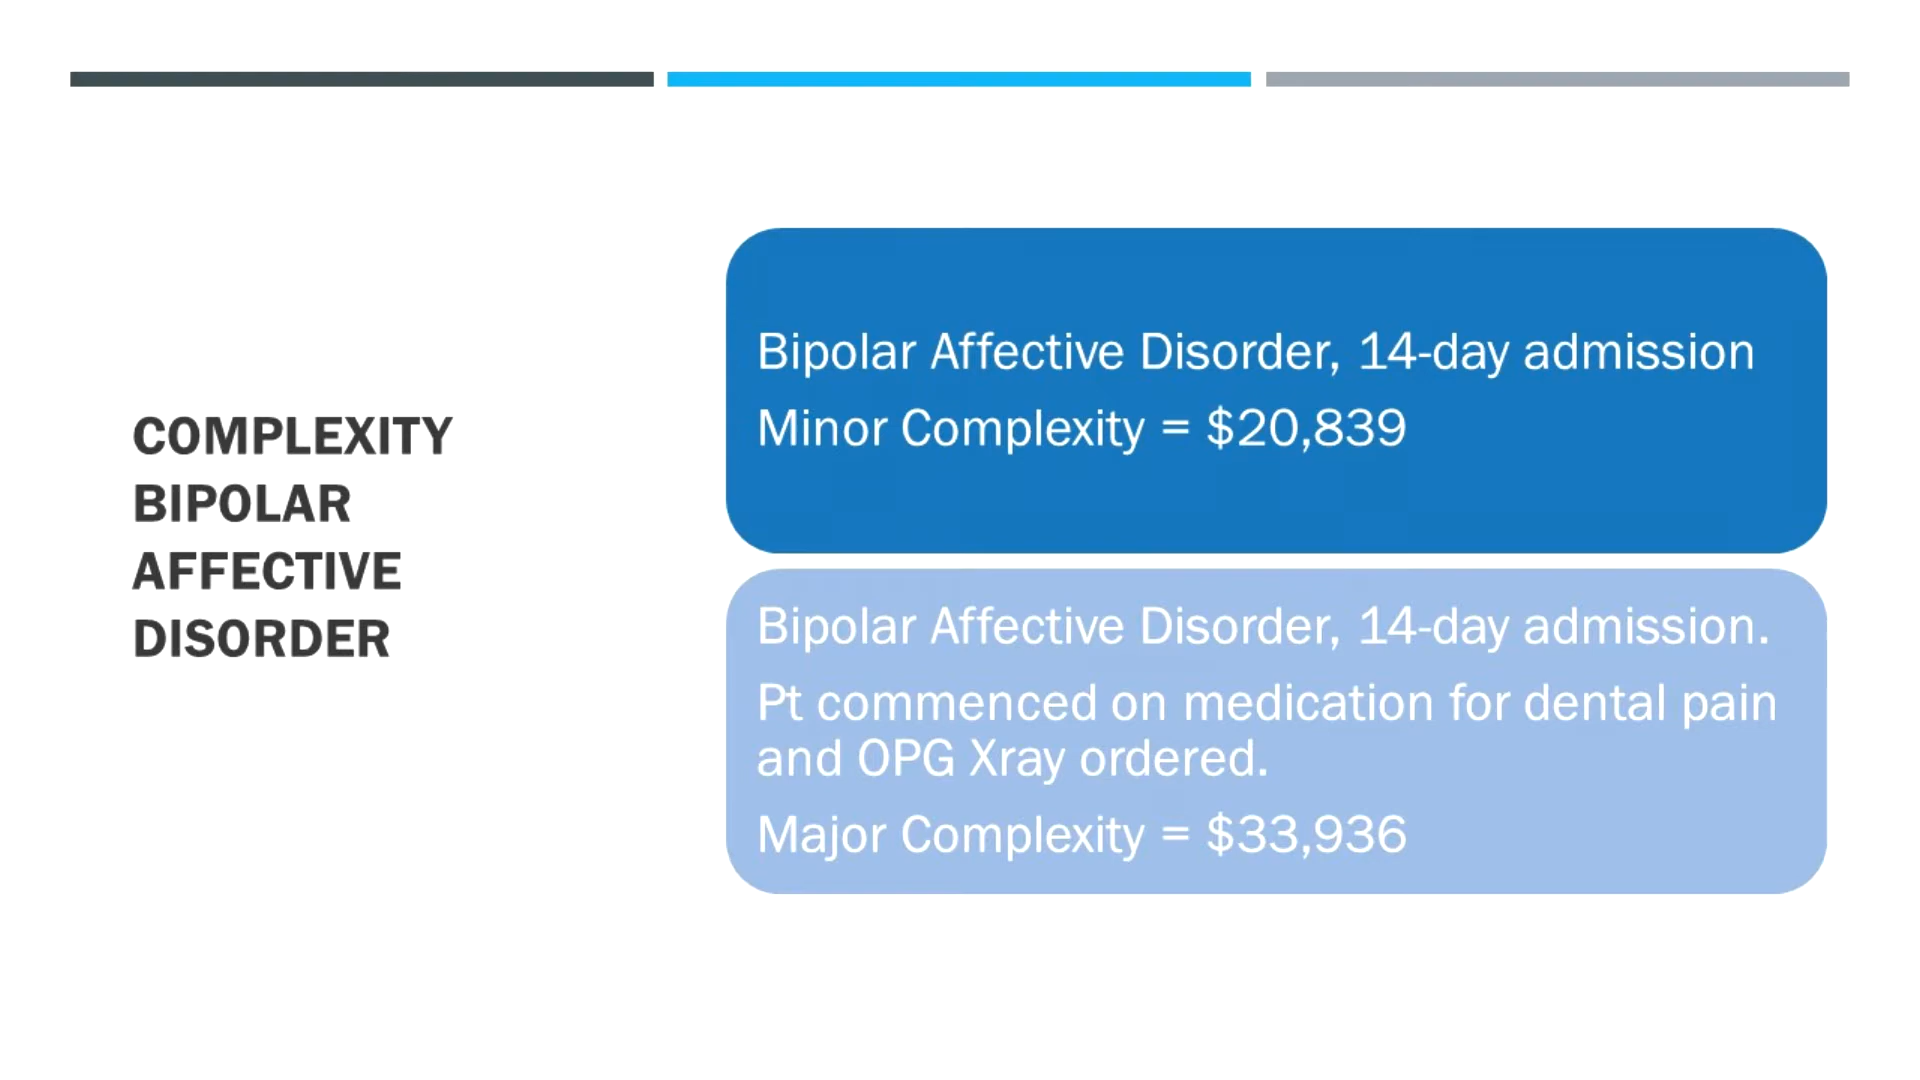 COMPLEXITY
BIPOLAR
AFFECTIVE
DISORDER
Bipolar Affective Disorder, 14-day admission
Minor Complexity = $20,839
Bipolar Affective Disorder, 14-day admission.
Pt commenced on medication for dental pain
and OPG Xray ordered.
Major Complexity = $33,936